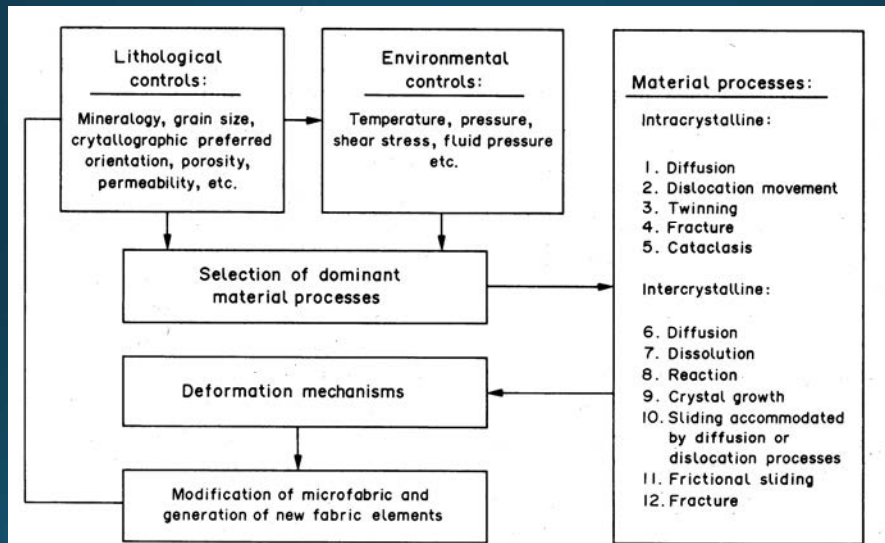 Lithological
controls:
Mineralogy, grain size,
crytallographic preferred
orientation, porosity,
permeability, etc.
Environmental
controls:
Temperature, pressure,
shear stress, fluid pressure
etc.
Selection of dominant
material processes
Deformation mechanisms
Modification of microfabric and
generation of new fabric elements
Material processes:
Intracrystalline:
1. Diffusion
2. Dislocation movement
3. Twinning
4. Fracture
5. Cataclasis
Intercrystalline:
6. Diffusion
7. Dissolution
8. Reaction
9. Crystal growth
10. Sliding accommodated
by diffusion or
dislocation processes
11. Frictional sliding
12. Fracture